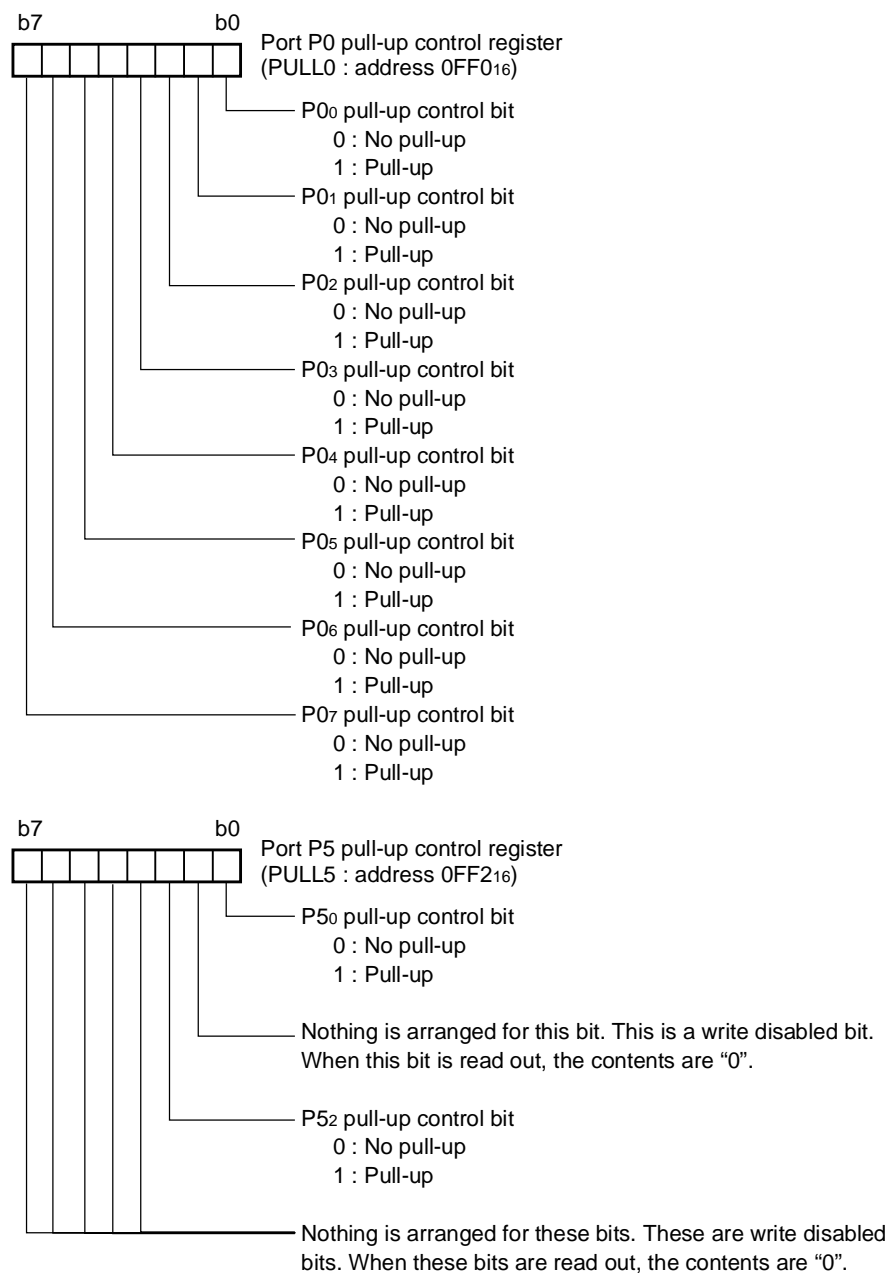 b7 b0
Port P0 pull-up control register
(PULL0 : address 0FF016)
P00 pull-up control bit
0 : No pull-up
1 : Pull-up
P01 pull-up control bit
0 : No pull-up
1 : Pull-up
P02 pull-up control bit
0 : No pull-up
1 : Pull-up
P03 pull-up control bit
0 : No pull-up
1 : Pull-up
P04 pull-up control bit
0 : No pull-up
1 : Pull-up
P05 pull-up control bit
0 : No pull-up
1 : Pull-up
P06 pull-up control bit
0 : No pull-up
1 : Pull-up
P07 pull-up control bit
0 : No pull-up
1 : Pull-up
b7 b0
Port P5 pull-up control register
(PULL5 : address 0FF216)
P50 pull-up control bit
0 : No pull-up
1 : Pull-up
Nothing is arranged for this bit. This is a write disabled bit.
When this bit is read out, the contents are “0”.
P52 pull-up control bit
0 : No pull-up
1 : Pull-up
Nothing is arranged for these bits. These are write disabled
bits. When these bits are read out, the contents are “0”.